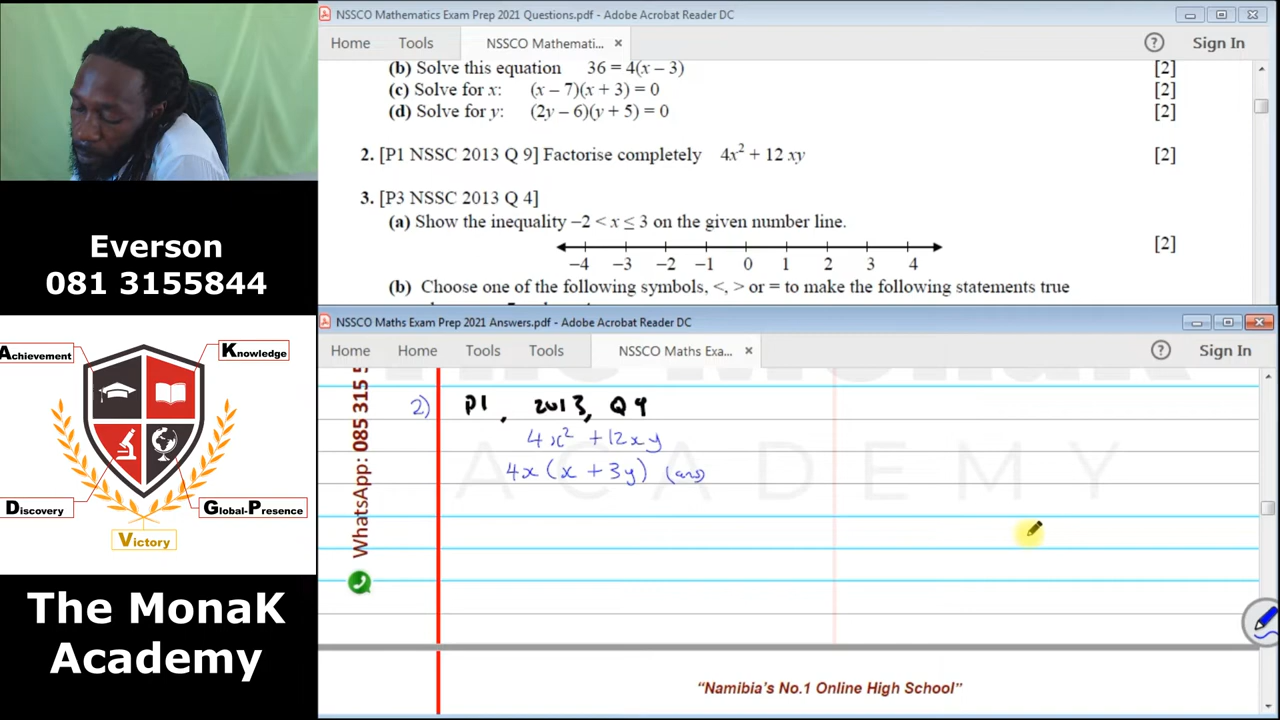 NSSCO Mathematics Exam Prep 2021 Questions.pdf - Adobe Acrobat Reader DC
Home Tools NSSCO Mathemati... × ? Sign In
(b) Solve this equation 36 = 4(x – 3) [2]
(c) Solve for x: (x – 7)(x + 3) = 0 [2]
(d) Solve for y: (2y – 6)(y + 5) = 0 [2]
2. [P1 NSSC 2013 Q 9] Factorise completely 4x² + 12 xy [2]
3. [P3 NSSC 2013 Q 4]
(a) Show the inequality –2 < x ≤ 3 on the given number line.
[2]
–4 –3 –2 –1 0 1 2 3 4
(b) Choose one of the following symbols, <, > or = to make the following statements true
Everson
081 3155844
Achievement
Knowledge
Discovery
Global-Presence
Victory
The MonaK
Academy
NSSCO Maths Exam Prep 2021 Answers.pdf - Adobe Acrobat Reader DC
Home Home Tools Tools NSSCO Maths Exa... × ? Sign In
WhatsApp: 085 315 5
ACADEMY
2) P1, 2013, Q9
4x² + 12xy
4x(x + 3y) (ans)
“Namibia's No.1 Online High School”